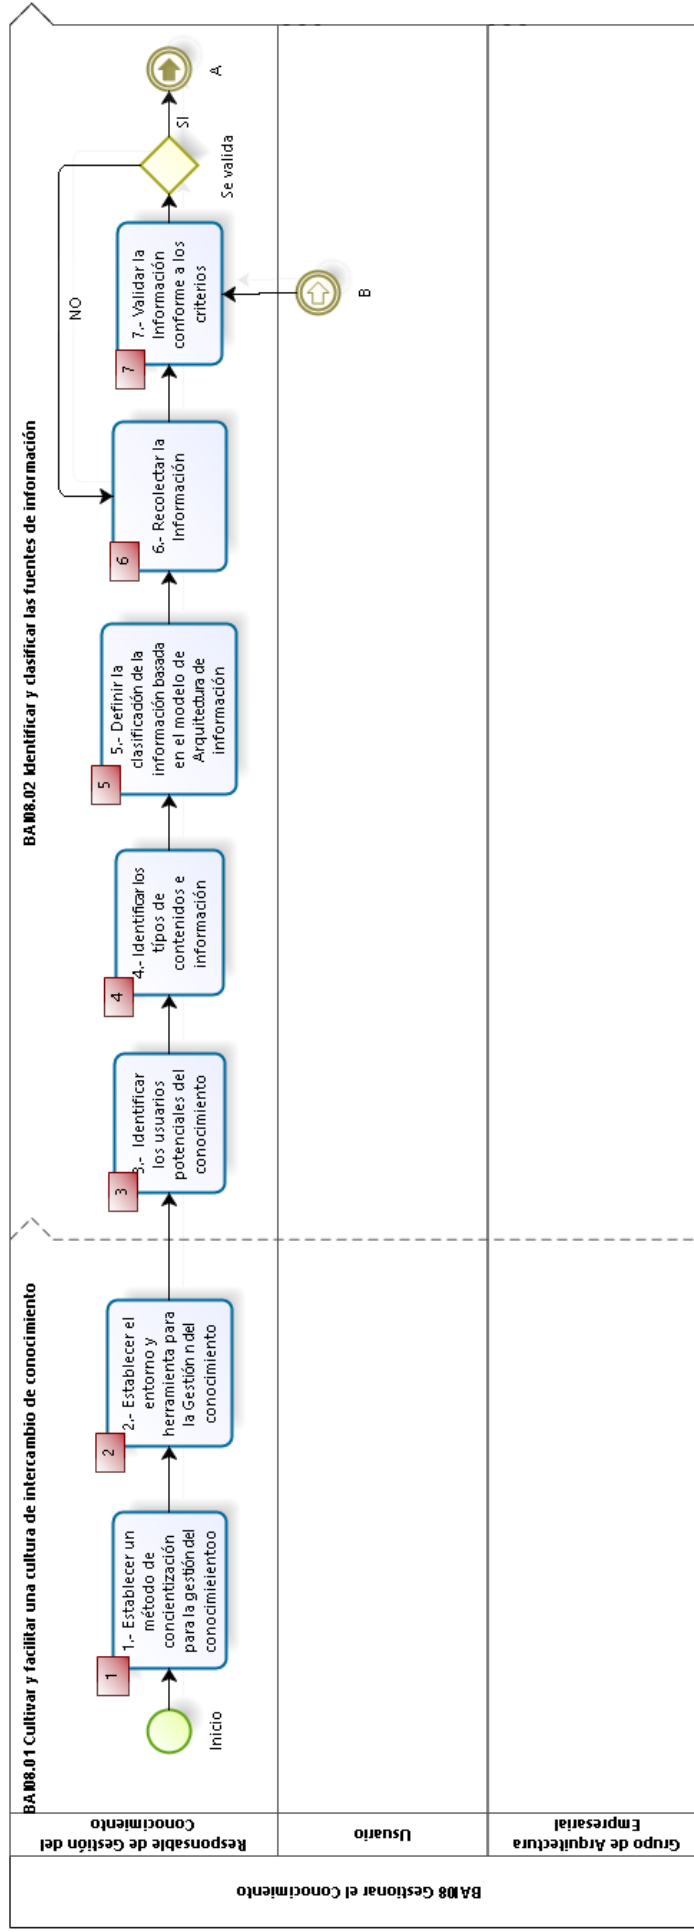 BAI08 Gestionar el Conocimiento
Responsable de Gestión del
Conocimiento
Usuario
Grupo de Arquitectura
Empresarial
BAI08.01 Cultivar y facilitar una cultura de intercambio de conocimiento
BAI08.02 Identificar y clasificar las fuentes de información
Inicio
1
1.- Establecer un
método de
concientización
para la gestión del
conocimieientoo
2
2.- Establecer el
entorno y
herramienta para
la Gestión n del
conocimiento
3
3.- Identificar
los usuarios
potenciales del
conocimiento
4
4.- Identificar los
tipos de
contenidos e
información
5
5.- Definir la
clasificación de la
información basada
en el modelo de
Arquitectura de
información
6
6.- Recolectar la
Información
7
7.- Validar la
Información
conforme a los
criterios
NO
Se valida
SI
A
B